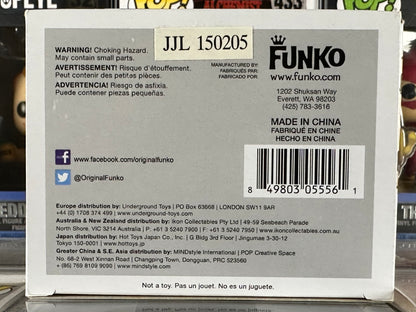 POP!
JJL 150205
WARNING! Choking Hazard.
May contain small parts.
AVERTISSEMENT! Risque d'étouffement.
Peut contenir des petites pièces.
ADVERTENCIA! Riesgo de asfixia.
Puede contener piezas pequeñas.
MANUFACTURED BY
FABRIQUÉS PAR:
FABRICADO POR
FUNKO
www.funko.com
1202 Shuksan Way
Everett, WA 98203
(425) 783-3616
MADE IN CHINA
FABRIQUÉ EN CHINE
HECHO EN CHINA
www.facebook.com/originalFunko
@OriginalFunko
8 49803 05556 1
Europe distribution by: Underground Toys | PO Box 63668 | LONDON SW11 9AR
+44 (0) 1708 374 499 | www.underground-toys.com
Australia & New Zealand distribution by: Ikon Collectables Pty Ltd | 49-59 Seabeach Parade
North Shore, VIC 3214 Australia | P: +61 3 5240 7900 | F: +61 3 5240 7950
Japan distribution by: Hot Toys Japan Co., Inc. | G Bldg 3rd Floor | Jingumae 3-30-12
Tokyo 150-0001 | www.hottoys.jp
Greater China & S.E. Asia distribution by: MINDstyle International | POP Creative Space
No. 68-2 West Xinnan Road | Changping Town, Dongguan, PRC 523560
+ (86) 769 8109 9090 | www.mindstyle.com
Not a toy. Pas un jouet. No es un juguete.